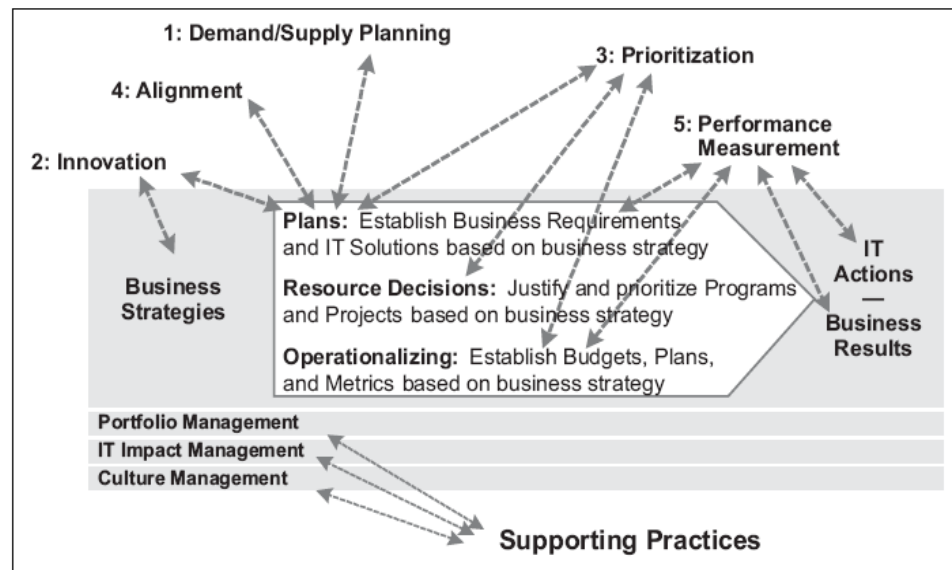 1: Demand/Supply Planning
3: Prioritization
4: Alignment
5: Performance
Measurement
2: Innovation
Plans: Establish Business Requirements
and IT Solutions based on business strategy
Business
Strategies
Resource Decisions: Justify and prioritize Programs
and Projects based on business strategy
Operationalizing: Establish Budgets, Plans,
and Metrics based on business strategy
IT
Actions
—
Business
Results
Portfolio Management
IT Impact Management
Culture Management
Supporting Practices